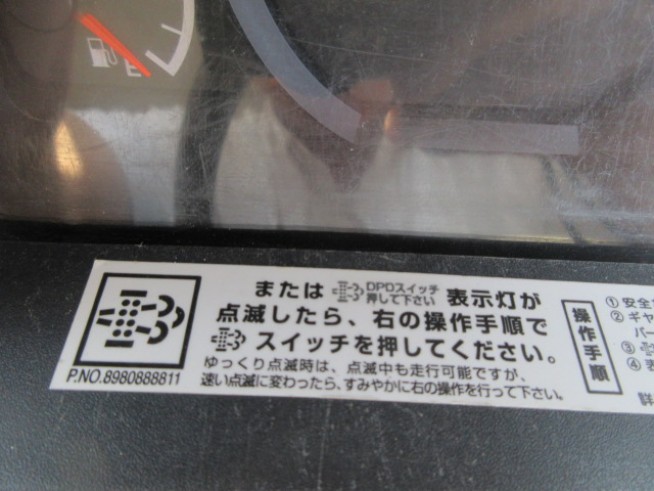 E
または DPDスイッチ 押して下さい 表示灯が
点滅したら、右の操作手順で
スイッチを押してください。
ゆっくり点滅時は、点滅中も走行可能ですが、
速い点滅に変わったら、すみやかに右の操作を行って下さい。
P.NO.8980888811
操作手順
① 安全
② ギヤ
パー
③
④
詳